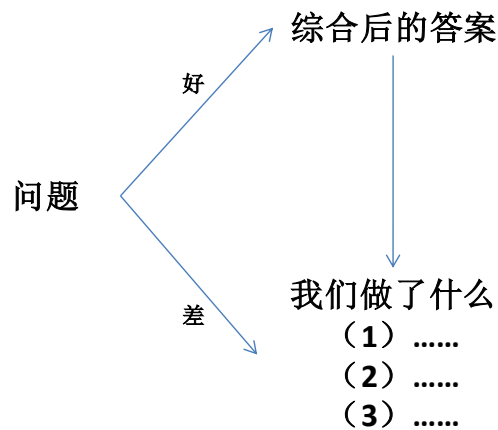 综合后的答案
好
问题
差
我们做了什么
（1）......
（2）......
（3）......